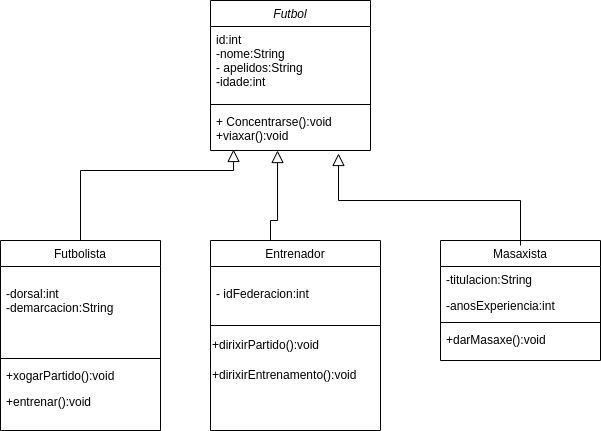 Futbol
id:int
-nome:String
- apelidos:String
-idade:int
+ Concentrarse():void
+viaxar():void
Futbolista
-dorsal:int
-demarcacion:String
+xogarPartido():void
+entrenar():void
Entrenador
- idFederacion:int
+dirixirPartido():void
+dirixirEntrenamento():void
Masaxista
-titulacion:String
-anosExperiencia:int
+darMasaxe():void